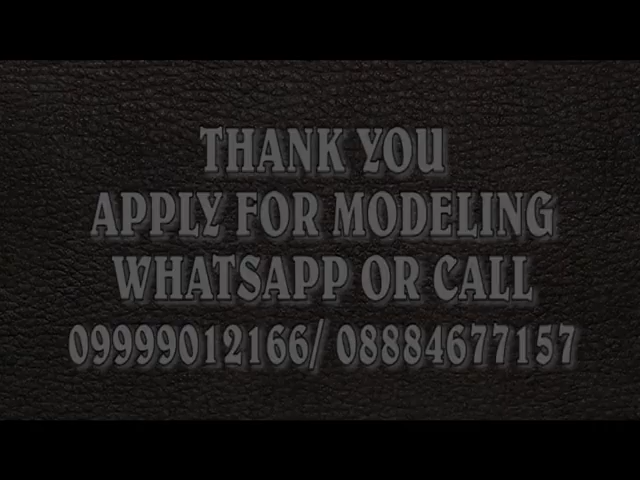 THANK YOU
APPLY FOR MODELING
WHATSAPP OR CALL
09999012166/ 08884677157